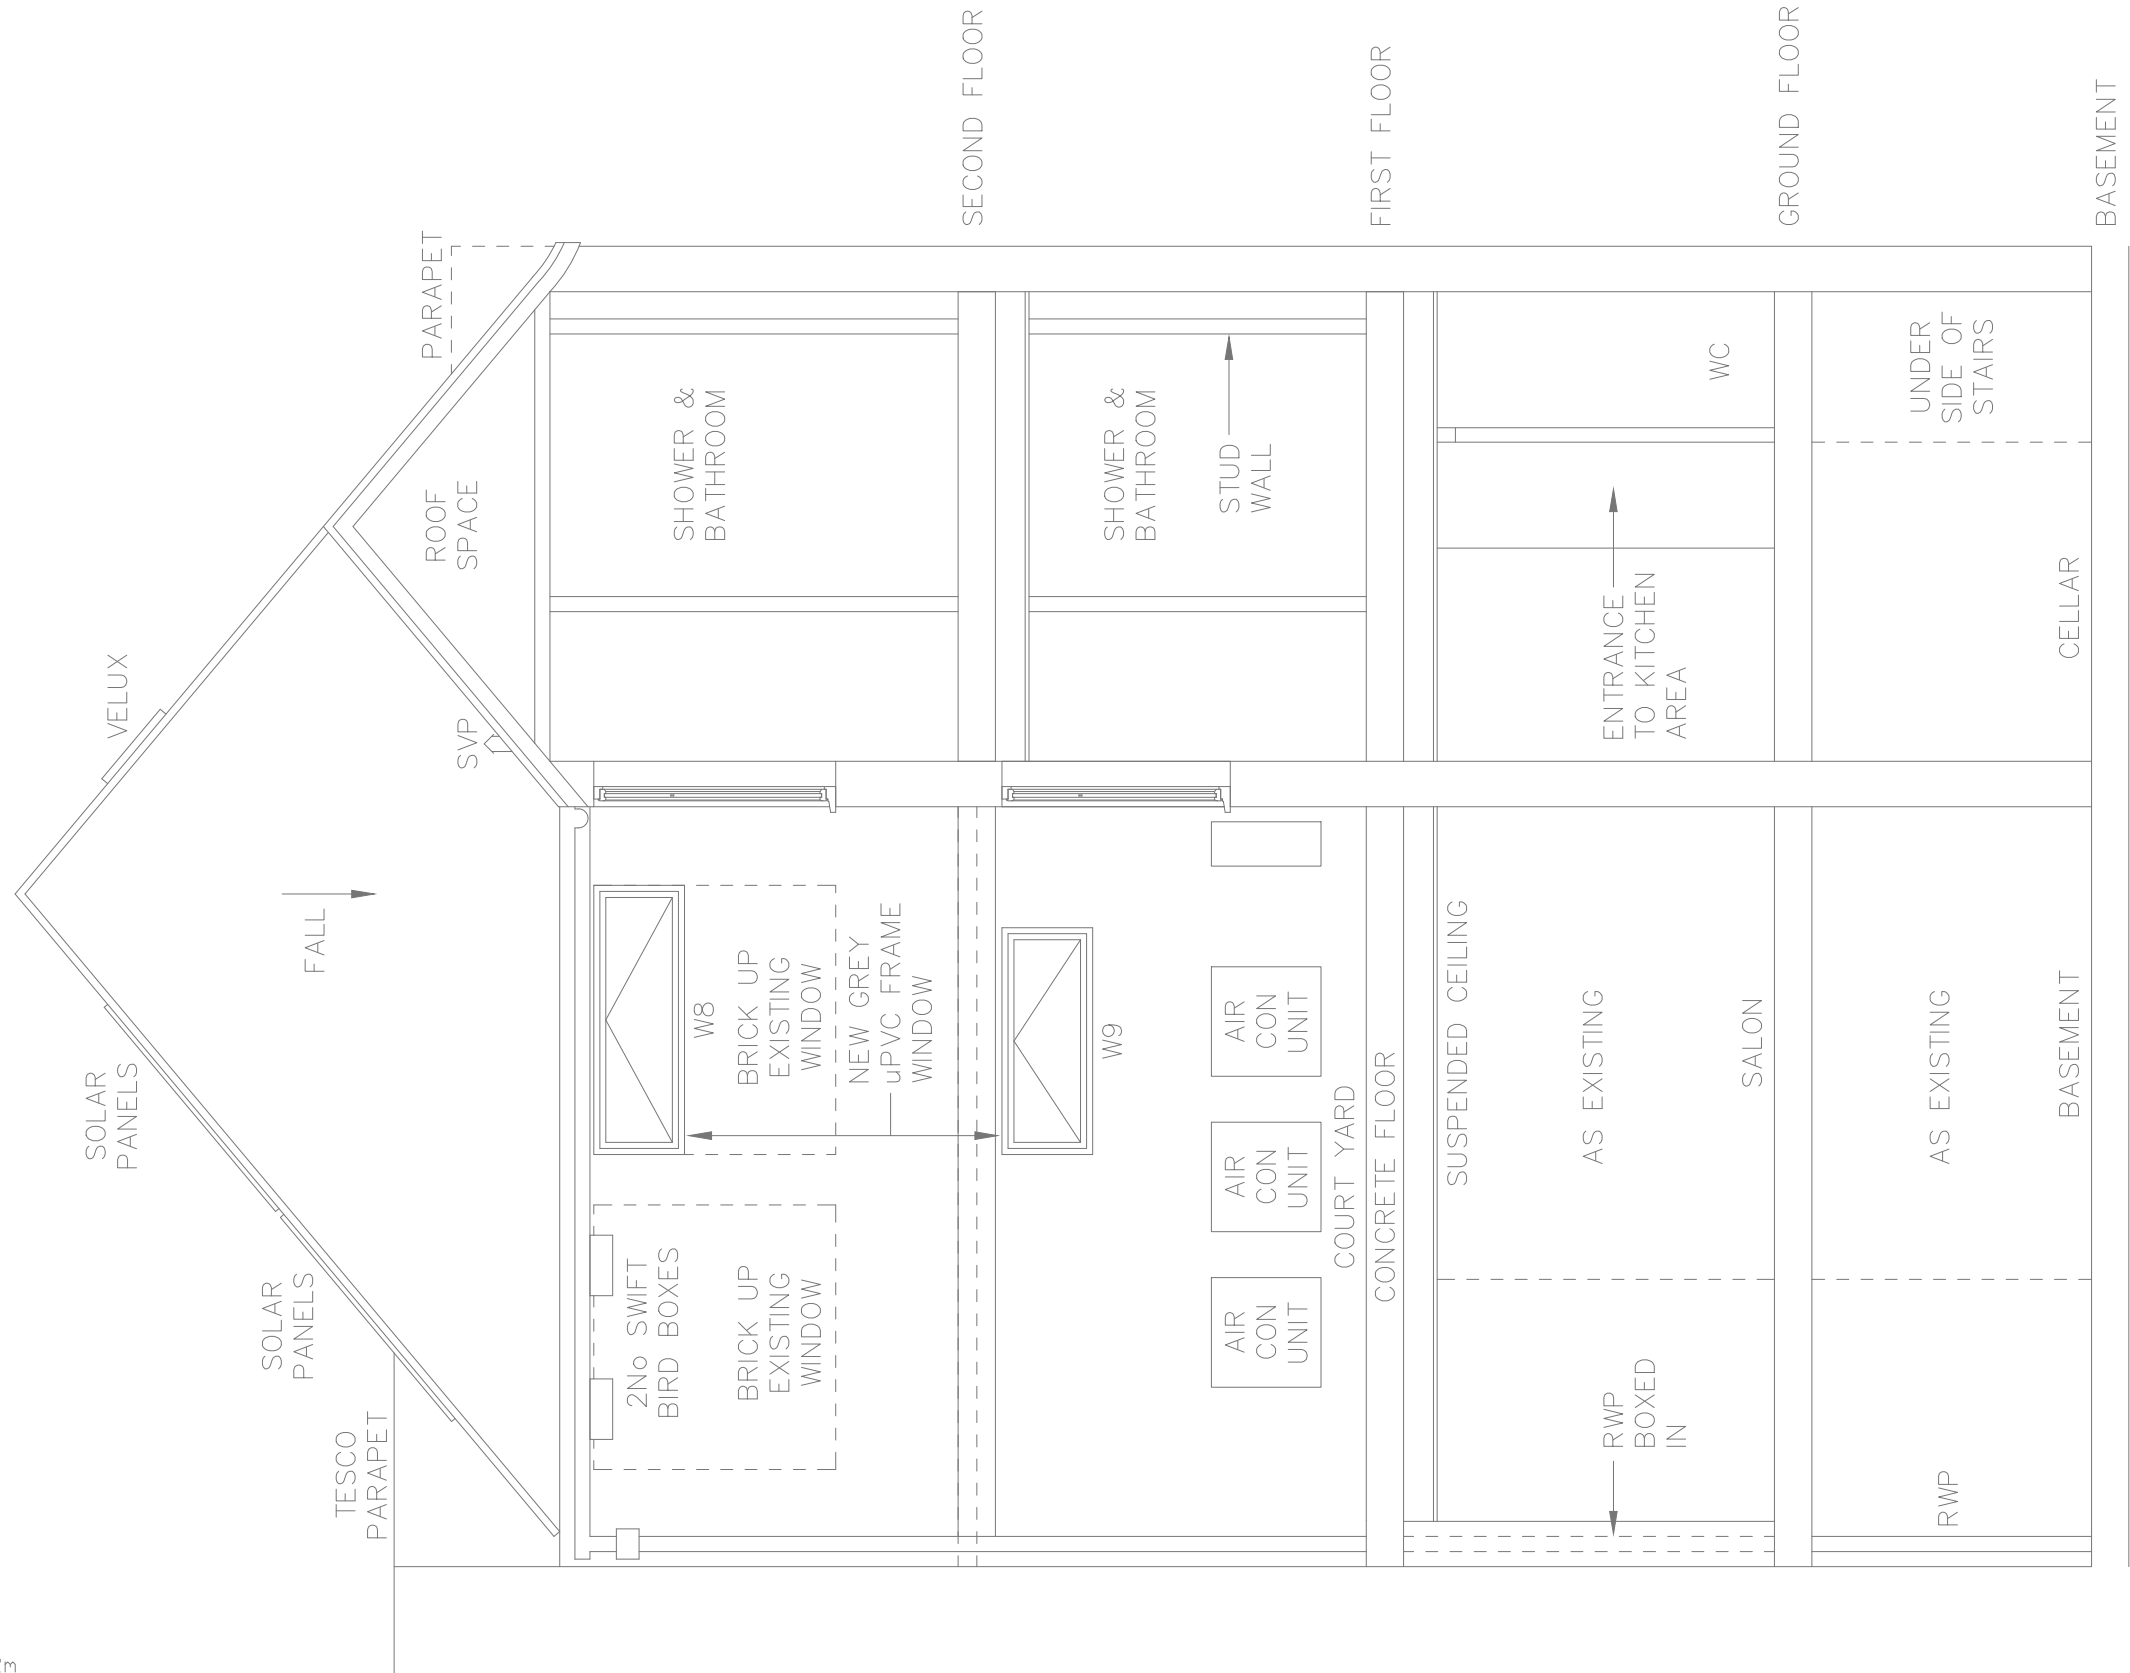 VELUX
SOLAR
PANELS
FALL
SOLAR
PANELS
TESCO
PARAPET
PARAPET
ROOF
SPACE
SVP
2No SWIFT
BIRD BOXES
BRICK UP
EXISTING
WINDOW
W8
BRICK UP
EXISTING
WINDOW
NEW GREY
uPVC FRAME
WINDOW
SHOWER &
BATHROOM
SECOND FLOOR
W9
SHOWER &
BATHROOM
STUD
WALL
AIR
CON
UNIT
AIR
CON
UNIT
AIR
CON
UNIT
COURT YARD
CONCRETE FLOOR
FIRST FLOOR
SUSPENDED CEILING
RWP
BOXED
IN
AS EXISTING
SALON
ENTRANCE
TO KITCHEN
AREA
WC
GROUND FLOOR
RWP
AS EXISTING
BASEMENT
CELLAR
UNDER
SIDE OF
STAIRS
BASEMENT